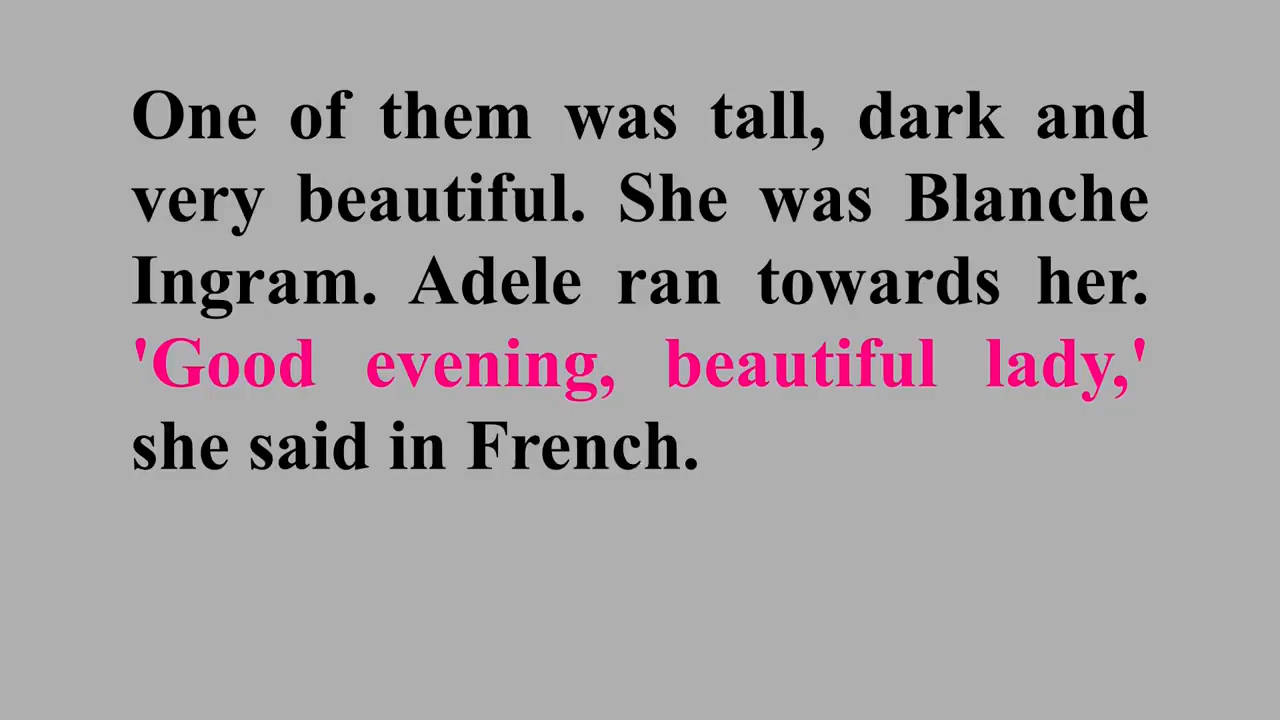 One of them was tall, dark and
very beautiful. She was Blanche
Ingram. Adele ran towards her.
'Good evening, beautiful lady,'
she said in French.